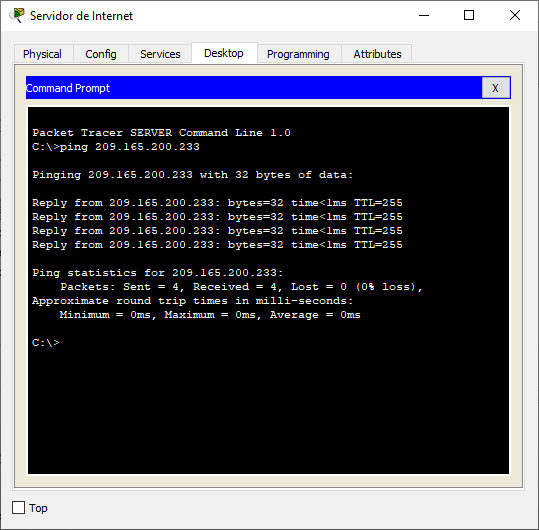 Servidor de Internet
Physical Config Services Desktop Programming Attributes
Command Prompt X
Packet Tracer SERVER Command Line 1.0
C:\>ping 209.165.200.233
Pinging 209.165.200.233 with 32 bytes of data:
Reply from 209.165.200.233: bytes=32 time<1ms TTL=255
Reply from 209.165.200.233: bytes=32 time<1ms TTL=255
Reply from 209.165.200.233: bytes=32 time<1ms TTL=255
Reply from 209.165.200.233: bytes=32 time<1ms TTL=255
Ping statistics for 209.165.200.233:
Packets: Sent = 4, Received = 4, Lost = 0 (0% loss),
Approximate round trip times in milli-seconds:
Minimum = 0ms, Maximum = 0ms, Average = 0ms
C:\>
Top